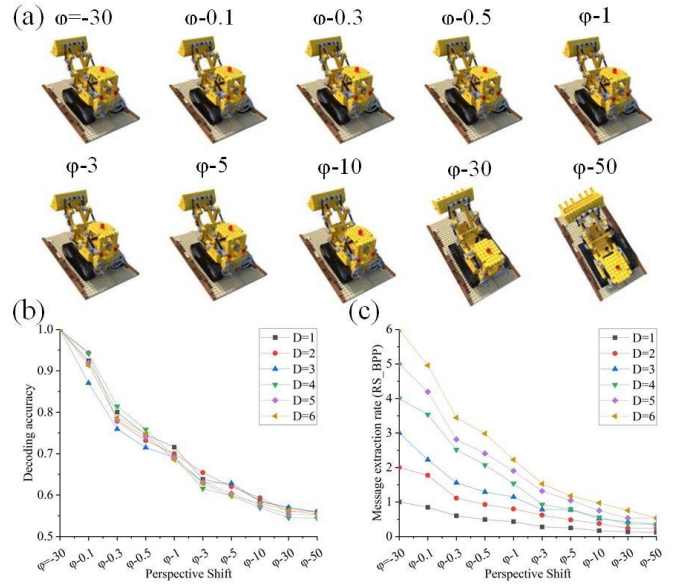 (a)
φ=-30 φ-0.1 φ-0.3 φ-0.5 φ-1
φ-3 φ-5 φ-10 φ-30 φ-50
(b)
Decoding accuracy
1.0
0.9
0.8
0.7
0.6
0.5
D=1
D=2
D=3
D=4
D=5
D=6
φ=-30 φ-0.1 φ-0.3 φ-0.5 φ-1 φ-3 φ-5 φ-10 φ-30 φ-50
Perspective Shift
(c)
Message extraction rate (RS_BPP)
6
5
4
3
2
1
0
D=1
D=2
D=3
D=4
D=5
D=6
φ=-30 φ-0.1 φ-0.3 φ-0.5 φ-1 φ-3 φ-5 φ-10 φ-30 φ-50
Perspective Shift